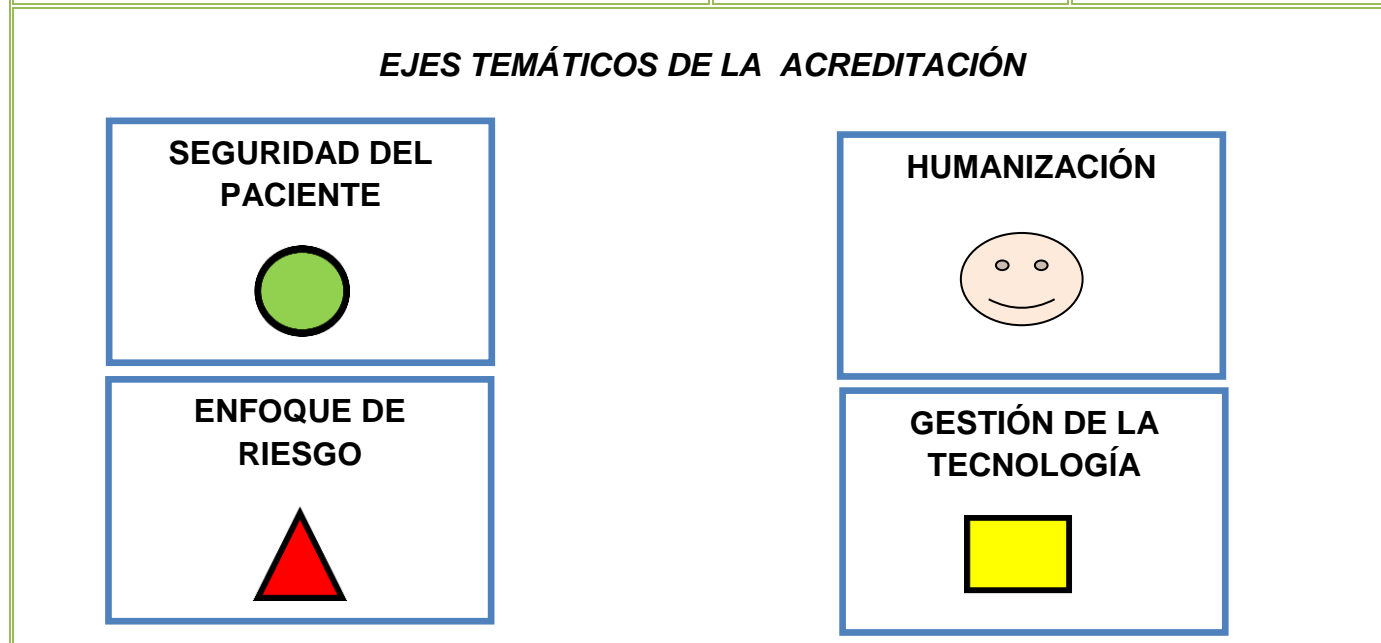 EJES TEMÁTICOS DE LA ACREDITACIÓN
SEGURIDAD DEL
PACIENTE
HUMANIZACIÓN
ENFOQUE DE
RIESGO
GESTIÓN DE LA
TECNOLOGÍA